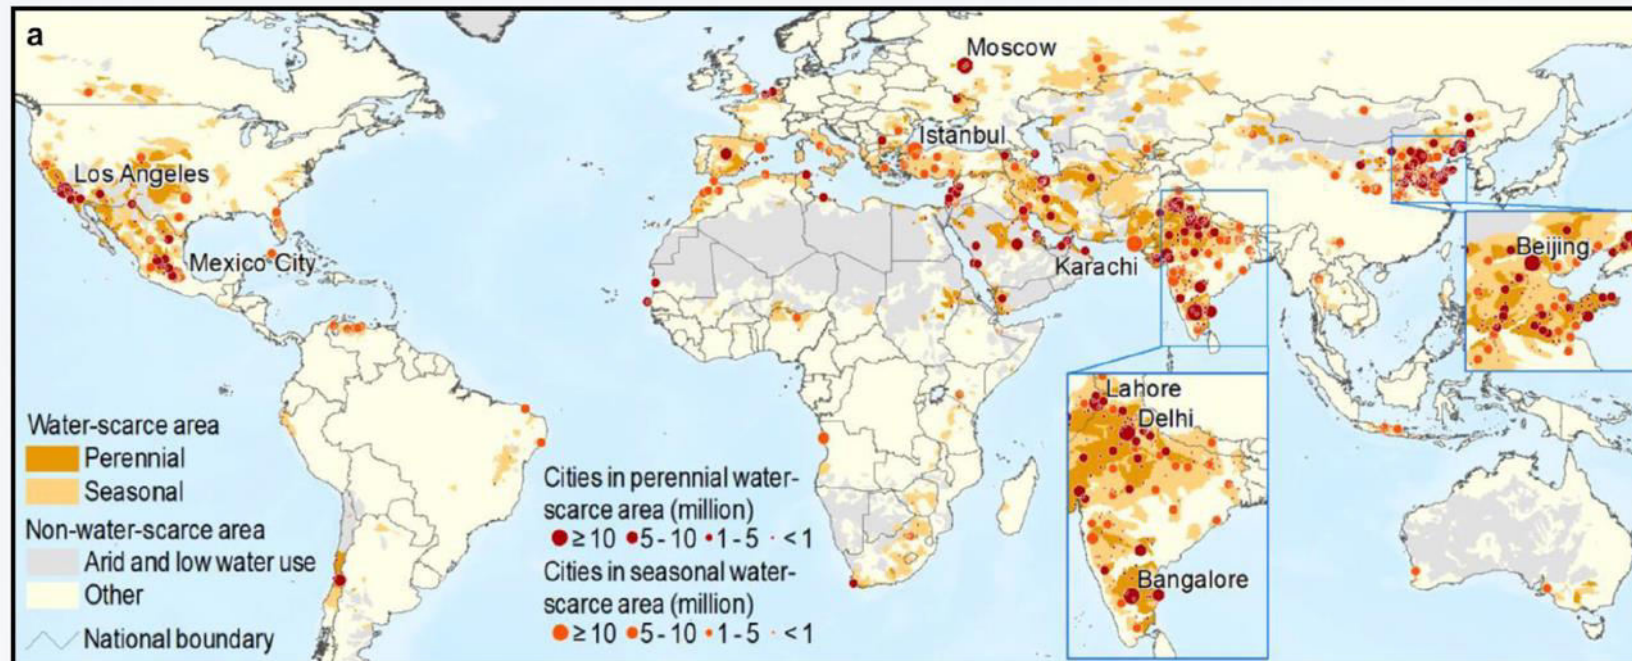 a
Moscow
Istanbul
Los Angeles
Mexico City
Karachi
Beijing
Lahore
Delhi
Bangalore
Water-scarce area
Perennial
Seasonal
Non-water-scarce area
Arid and low water use
Other
National boundary
Cities in perennial water-
scarce area (million)
≥ 10 5 - 10 1 - 5 < 1
Cities in seasonal water-
scarce area (million)
≥ 10 5 - 10 1 - 5 < 1